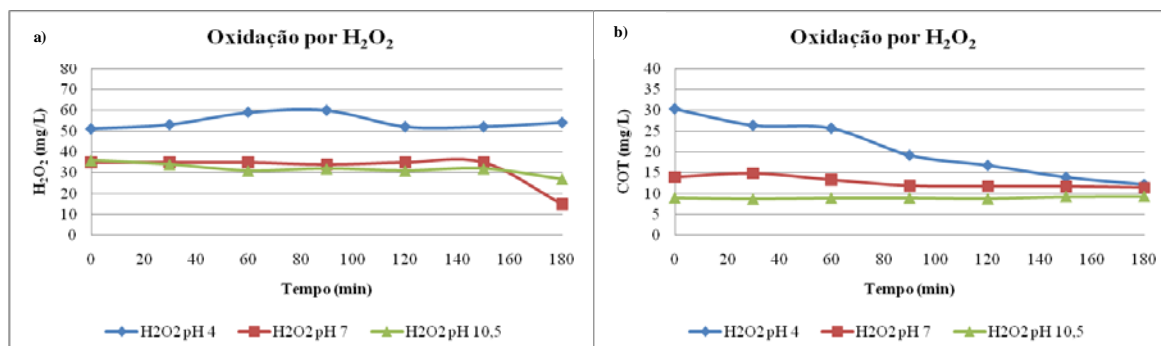 a)
Oxidação por H₂O₂
H₂O₂ (mg/L)
80
70
60
50
40
30
20
10
0
0 20 40 60 80 100 120 140 160 180
Tempo (min)
H2O2 pH 4 H2O2 pH 7 H2O2 pH 10,5
b)
Oxidação por H₂O₂
COT (mg/L)
40
35
30
25
20
15
10
5
0
0 20 40 60 80 100 120 140 160 180
Tempo (min)
H2O2 pH 4 H2O2 pH 7 H2O2 pH 10,5